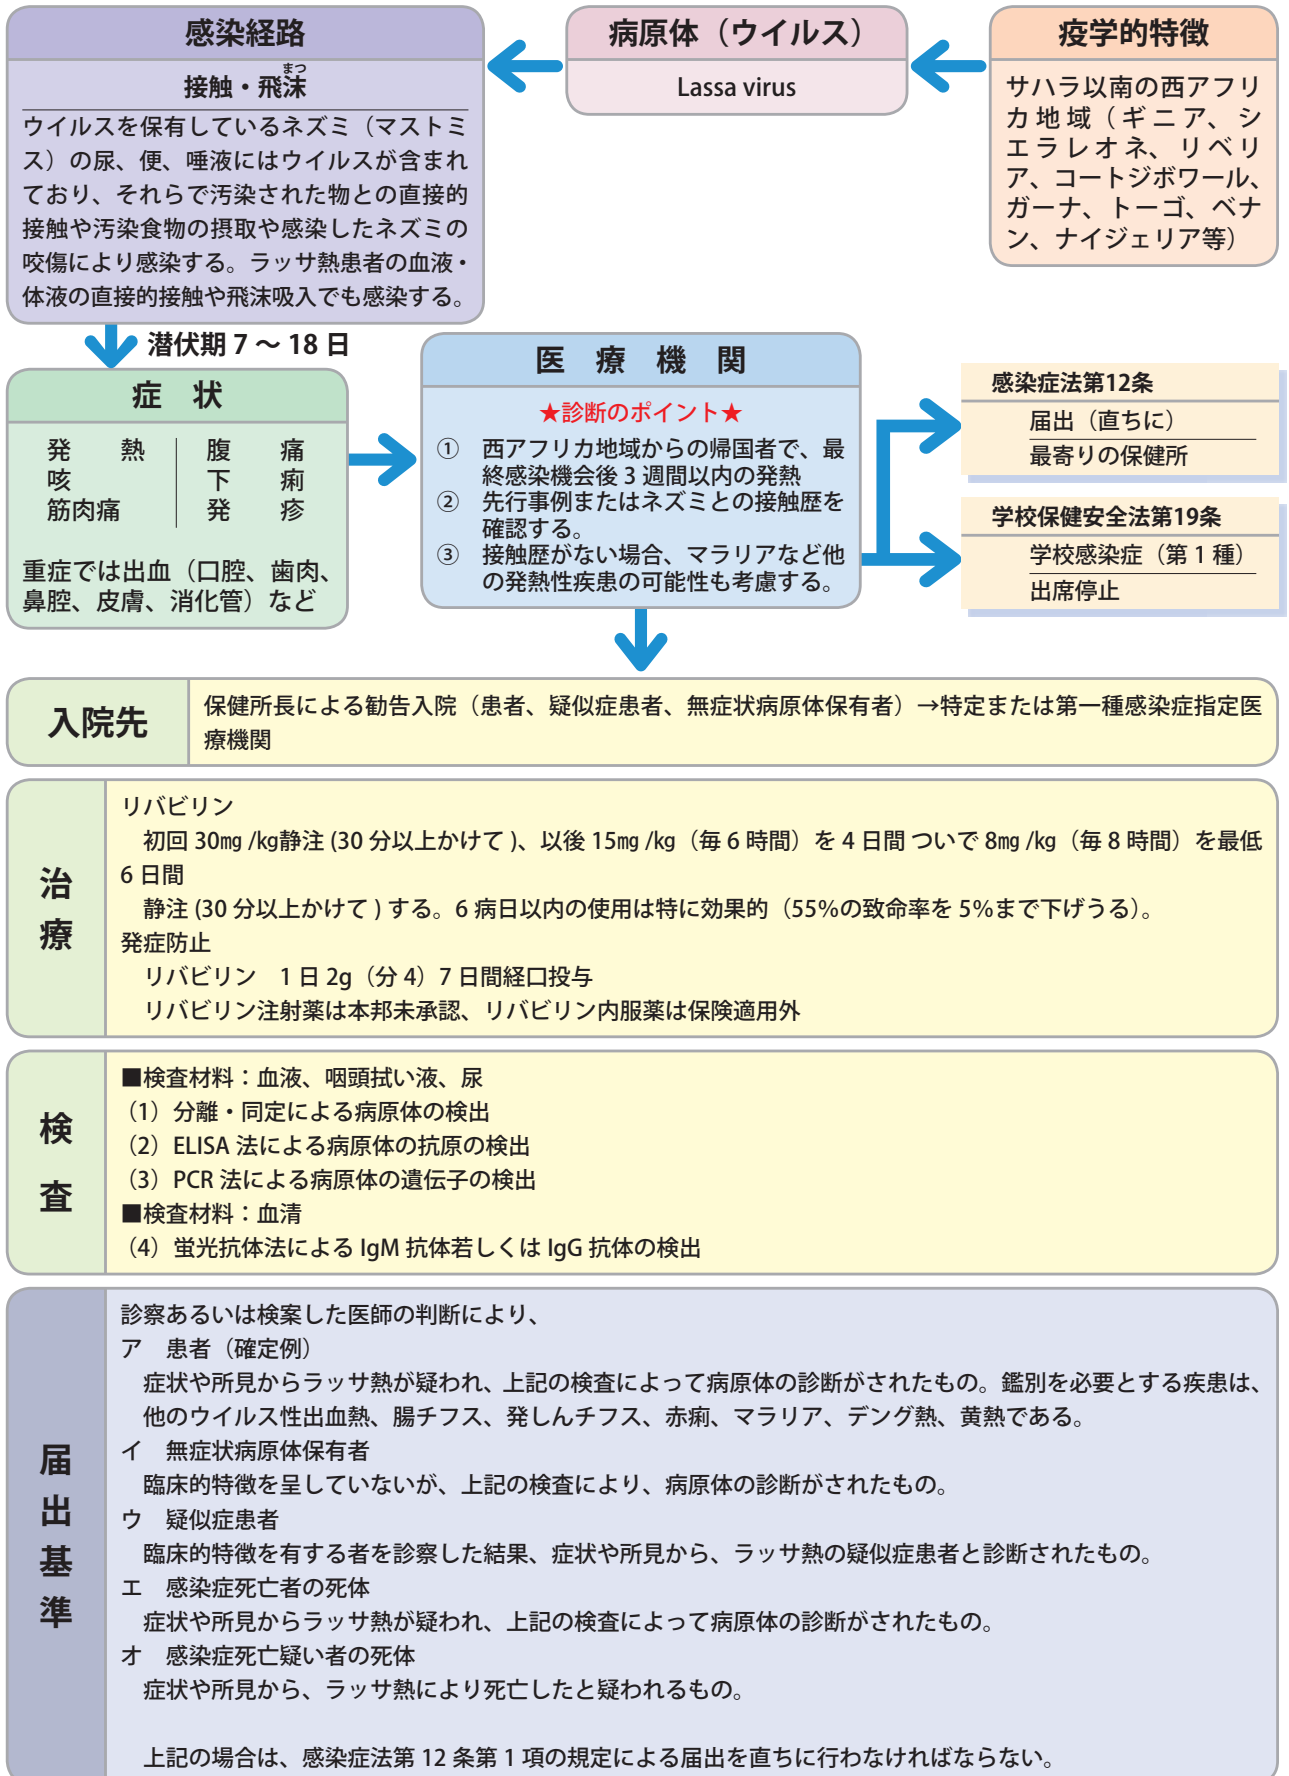 感染経路
接触・飛沫
まつ
ウイルスを保有しているネズミ（マストミ
ス）の尿、便、唾液にはウイルスが含まれ
ており、それらで汚染された物との直接的
接触や汚染食物の摂取や感染したネズミの
咬傷により感染する。ラッサ熱患者の血液・
体液の直接的接触や飛沫吸入でも感染する。
病原体（ウイルス）
Lassa virus
疫学的特徴
サハラ以南の西アフリ
カ地域（ギニア、シ
エラレオネ、リベリ
ア、コートジボワール、
ガーナ、トーゴ、ベナ
ン、ナイジェリア等）
潜伏期 7 ～ 18 日
症　状
発　熱　腹　痛
咳　下　痢
筋肉痛　発　疹
重症では出血（口腔、歯肉、
鼻腔、皮膚、消化管）など
医　療　機　関
★診断のポイント★
①　西アフリカ地域からの帰国者で、最
終感染機会後 3 週間以内の発熱
②　先行事例またはネズミとの接触歴を
確認する。
③　接触歴がない場合、マラリアなど他
の発熱性疾患の可能性も考慮する。
感染症法第12条
届出（直ちに）
最寄りの保健所
学校保健安全法第19条
学校感染症（第 1 種）
出席停止
入院先
保健所長による勧告入院（患者、疑似症患者、無症状病原体保有者）→特定または第一種感染症指定医
療機関
治療
リバビリン
初回 30㎎ /㎏静注 (30 分以上かけて )、以後 15㎎ /㎏（毎 6 時間）を 4 日間 ついで 8㎎ /㎏（毎 8 時間）を最低
6 日間
静注 (30 分以上かけて ) する。6 病日以内の使用は特に効果的（55%の致命率を 5%まで下げうる）。
発症防止
リバビリン　1 日 2g（分 4）7 日間経口投与
リバビリン注射薬は本邦未承認、リバビリン内服薬は保険適用外
検査
■検査材料：血液、咽頭拭い液、尿
（1）分離・同定による病原体の検出
（2）ELISA 法による病原体の抗原の検出
（3）PCR 法による病原体の遺伝子の検出
■検査材料：血清
（4）蛍光抗体法による IgM 抗体若しくは IgG 抗体の検出
届出基準
診察あるいは検案した医師の判断により、
ア　患者（確定例）
症状や所見からラッサ熱が疑われ、上記の検査によって病原体の診断がされたもの。鑑別を必要とする疾患は、
他のウイルス性出血熱、腸チフス、発しんチフス、赤痢、マラリア、デング熱、黄熱である。
イ　無症状病原体保有者
臨床的特徴を呈していないが、上記の検査により、病原体の診断がされたもの。
ウ　疑似症患者
臨床的特徴を有する者を診察した結果、症状や所見から、ラッサ熱の疑似症患者と診断されたもの。
エ　感染症死亡者の死体
症状や所見からラッサ熱が疑われ、上記の検査によって病原体の診断がされたもの。
オ　感染症死亡疑い者の死体
症状や所見から、ラッサ熱により死亡したと疑われるもの。
上記の場合は、感染症法第 12 条第 1 項の規定による届出を直ちに行わなければならない。